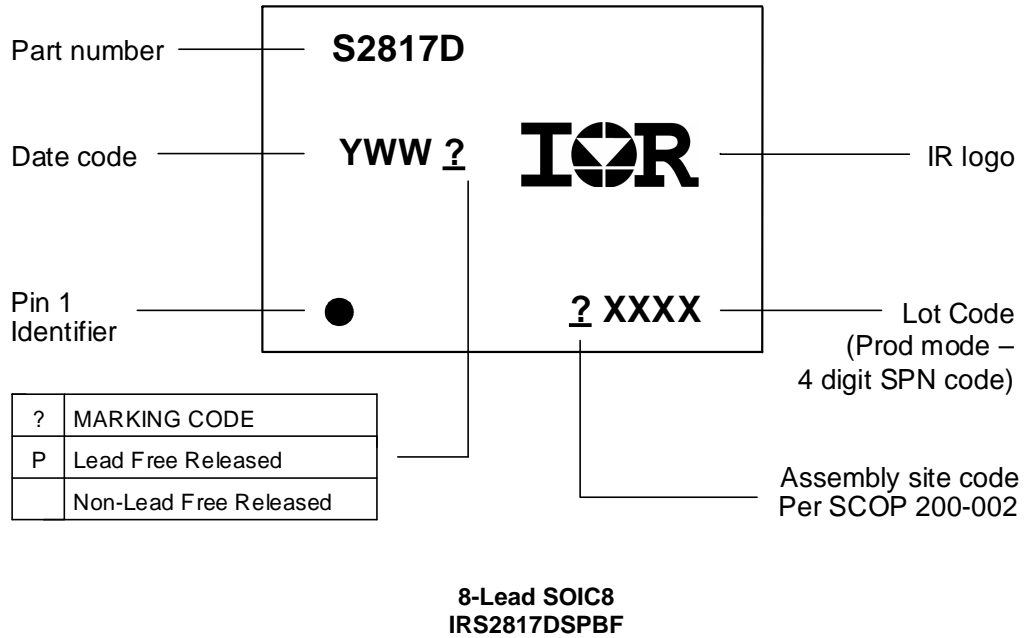 Part number
S2817D
Date code
YWW ?
IOR
IR logo
Pin 1
Identifier
? XXXX
Lot Code
(Prod mode –
4 digit SPN code)
? MARKING CODE
P Lead Free Released
Non-Lead Free Released
Assembly site code
Per SCOP 200-002
8-Lead SOIC8
IRS2817DSPBF